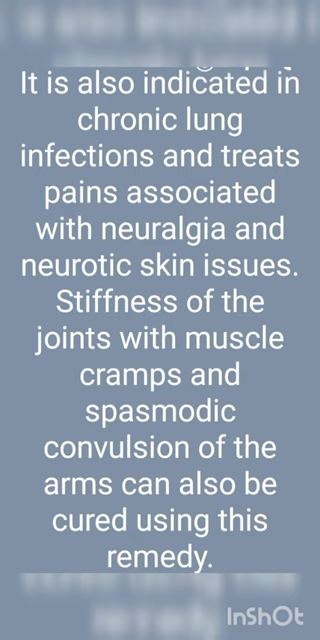 It is also indicated in
chronic lung
infections and treats
pains associated
with neuralgia and
neurotic skin issues.
Stiffness of the
joints with muscle
cramps and
spasmodic
convulsion of the
arms can also be
cured using this
remedy.
InShOt